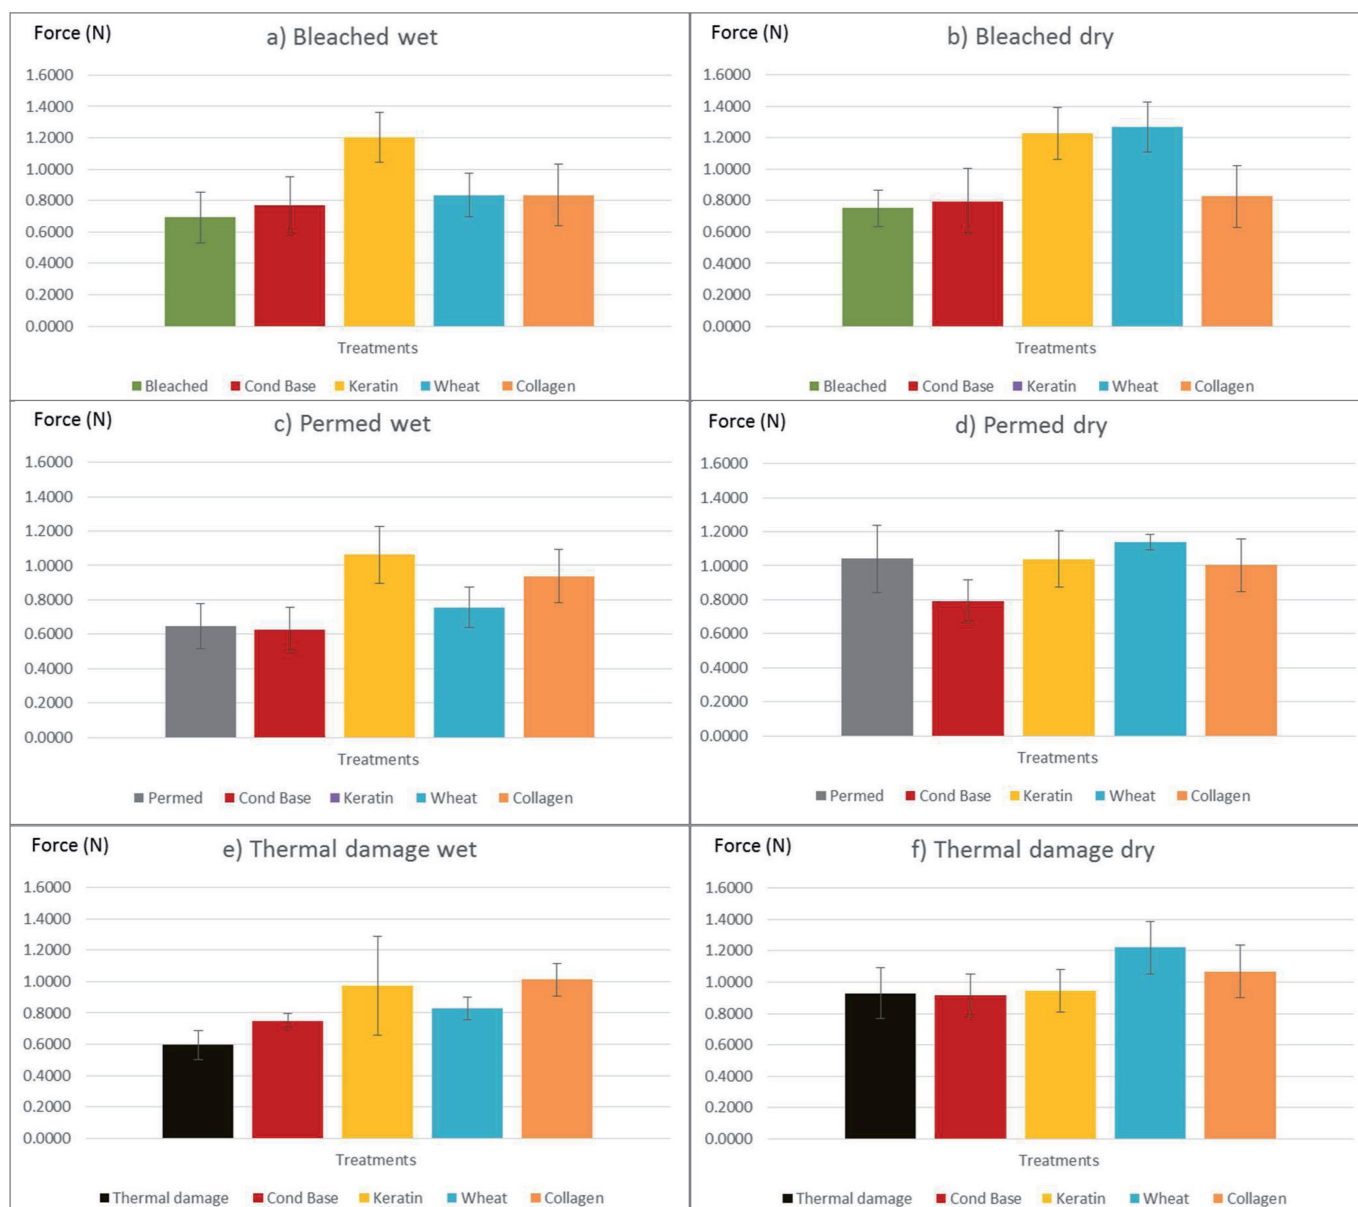 Force (N)
a) Bleached wet
1.6000
1.4000
1.2000
1.0000
0.8000
0.6000
0.4000
0.2000
0.0000
Treatments
Bleached Cond Base Keratin Wheat Collagen
Force (N)
b) Bleached dry
1.6000
1.4000
1.2000
1.0000
0.8000
0.6000
0.4000
0.2000
0.0000
Treatments
Bleached Cond Base Keratin Wheat Collagen
Force (N)
c) Permed wet
1.6000
1.4000
1.2000
1.0000
0.8000
0.6000
0.4000
0.2000
0.0000
Treatments
Permed Cond Base Keratin Wheat Collagen
Force (N)
d) Permed dry
1.6000
1.4000
1.2000
1.0000
0.8000
0.6000
0.4000
0.2000
0.0000
Treatments
Permed Cond Base Keratin Wheat Collagen
Force (N)
e) Thermal damage wet
1.6000
1.4000
1.2000
1.0000
0.8000
0.6000
0.4000
0.2000
0.0000
Treatments
Thermal damage Cond Base Keratin Wheat Collagen
Force (N)
f) Thermal damage dry
1.6000
1.4000
1.2000
1.0000
0.8000
0.6000
0.4000
0.2000
0.0000
Treatments
Thermal damage Cond Base Keratin Wheat Collagen